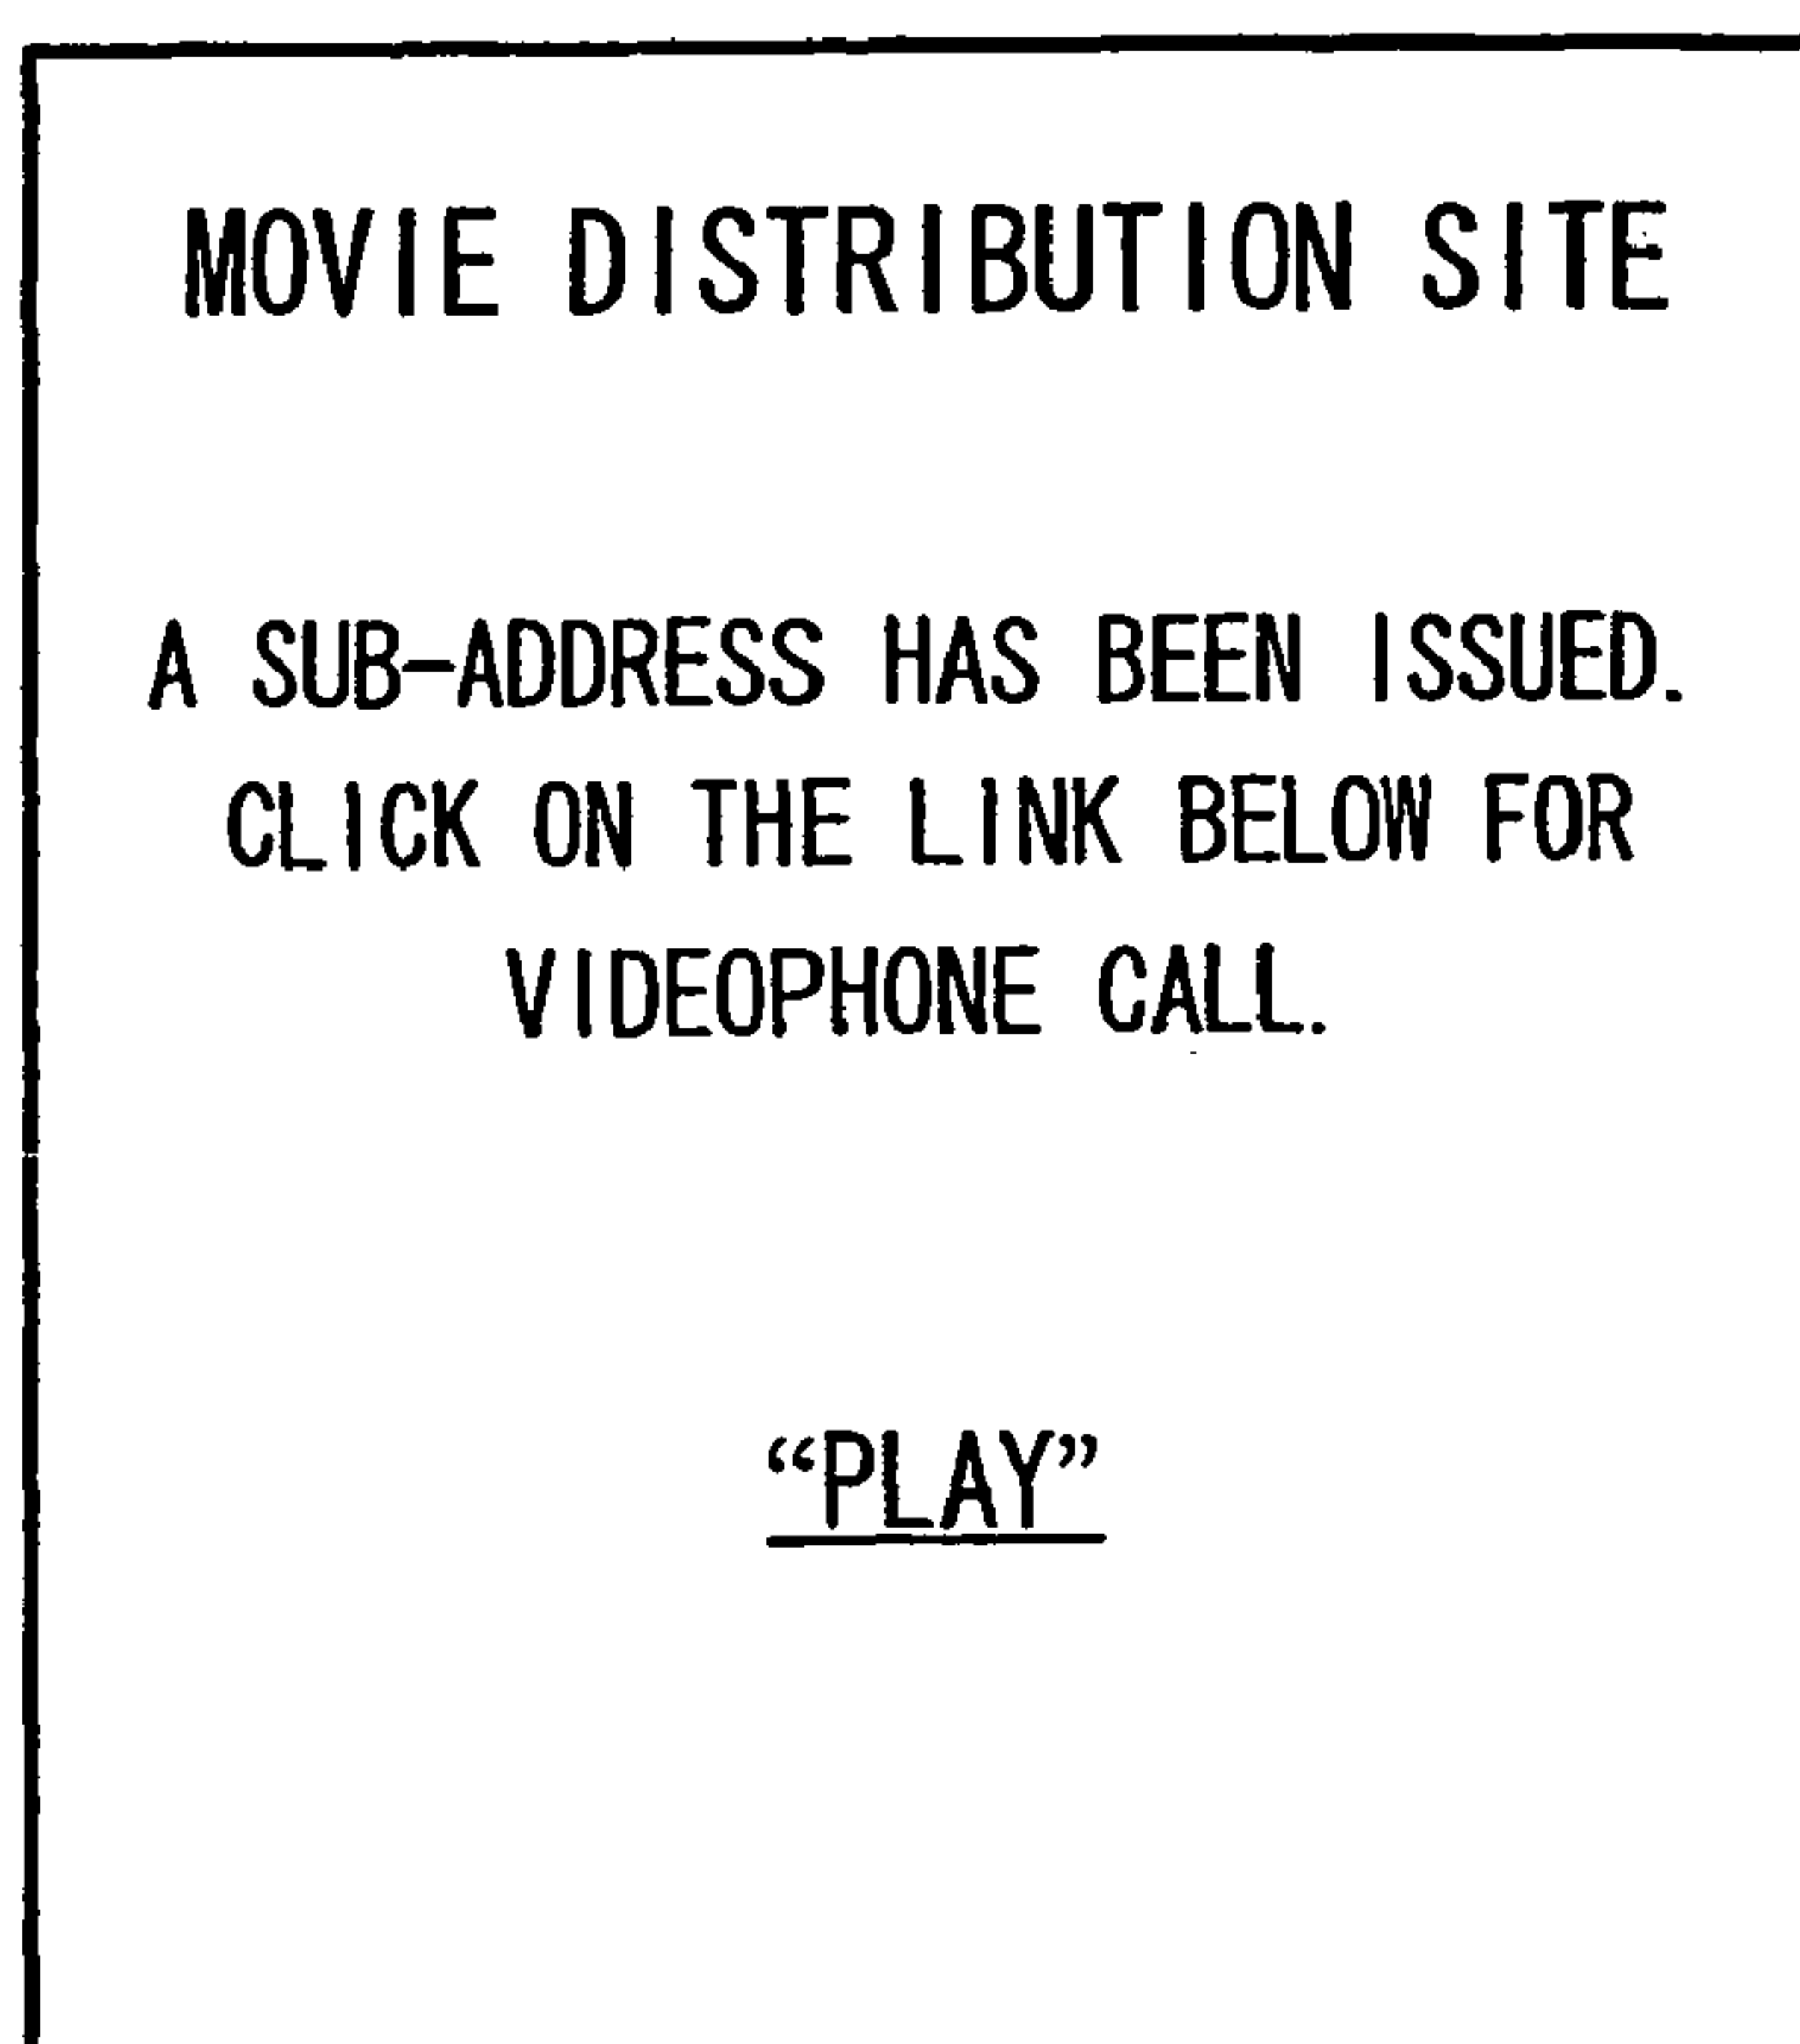 MOVIE DISTRIBUTION SITE
A SUB-ADDRESS HAS BEEN ISSUED.
CLICK ON THE LINK BELOW FOR
VIDEOPHONE CALL.
“PLAY”